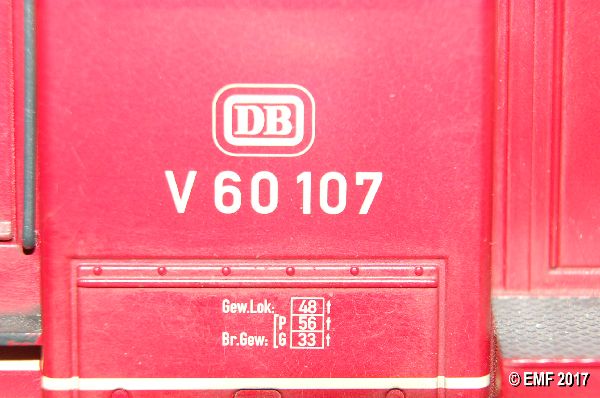 DB
V 60 107
Gew.Lok: 48 t
P 56 t
Br.Gew: G 33 t
© EMF 2017